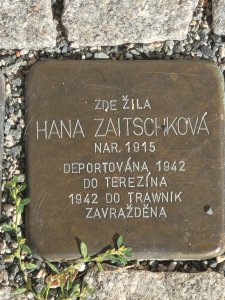 ZDE ŽILA
HANA ZAITSCHKOVÁ
NAR. 1915
DEPORTOVÁNA 1942
DO TEREZÍNA
1942 DO TRAWNIK
ZAVRAŽDĚNA